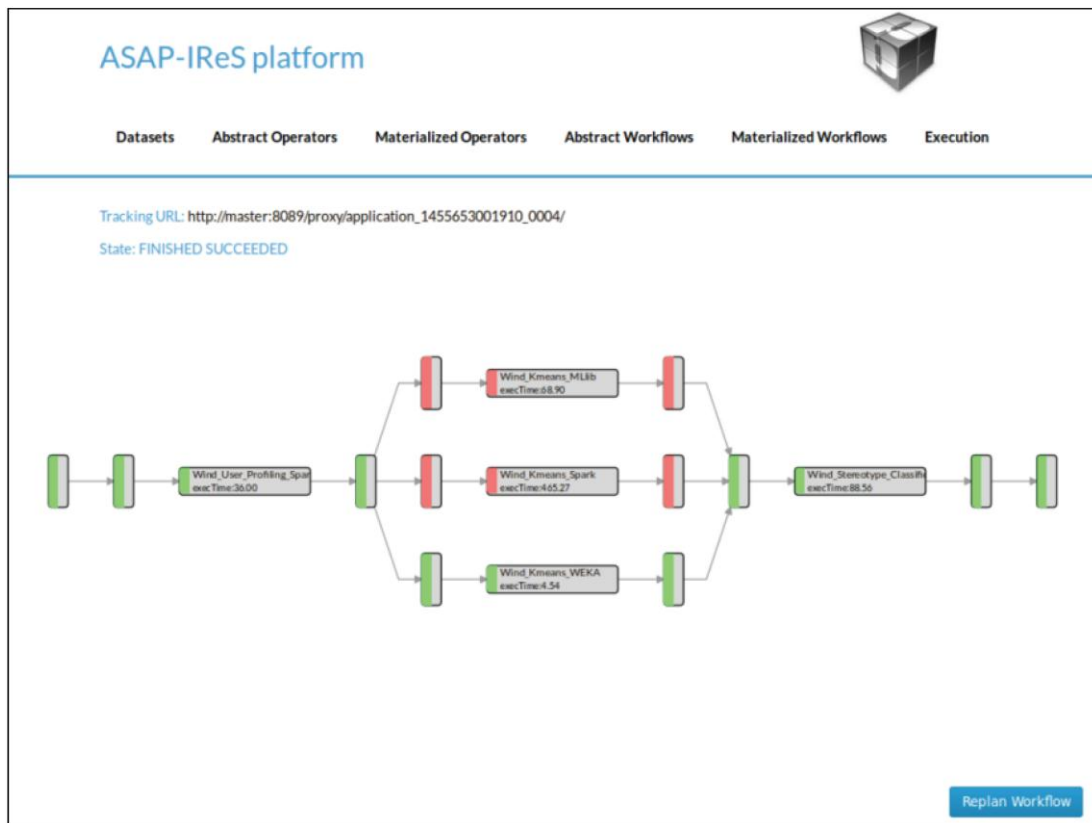 ASAP-IReS platform
Datasets Abstract Operators Materialized Operators Abstract Workflows Materialized Workflows Execution
Tracking URL: http://master:8089/proxy/application_1455653001910_0004/
State: FINISHED SUCCEEDED
Wind_Kmeans_MLlib
execTime:68.90
Wind_User_Profiling_Spar
execTime:36.00
Wind_Kmeans_Spark
execTime:465.27
Wind_Stereotype_Classifi
execTime:88.56
Wind_Kmeans_WEKA
execTime:4.54
Replan Workflow